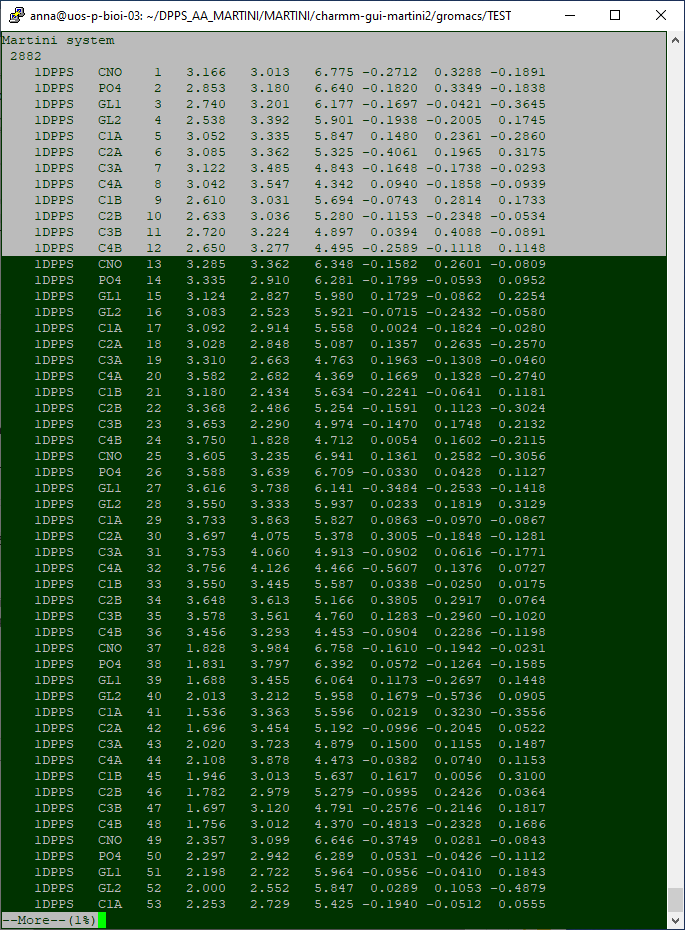 anna@uos-p-bioi-03: ~/DPPS_AA_MARTINI/MARTINI/charmm-gui-martini2/gromacs/TEST
Martini system
 2882
    1DPPS   CNO    1   3.166   3.013   6.775 -0.2712  0.3288 -0.1891
    1DPPS   PO4    2   2.853   3.180   6.640 -0.1820  0.3349 -0.1838
    1DPPS   GL1    3   2.740   3.201   6.177 -0.1697 -0.0421 -0.3645
    1DPPS   GL2    4   2.538   3.392   5.901 -0.1938 -0.2005  0.1745
    1DPPS   C1A    5   3.052   3.335   5.847  0.1480  0.2361 -0.2860
    1DPPS   C2A    6   3.085   3.362   5.325 -0.4061  0.1965  0.3175
    1DPPS   C3A    7   3.122   3.485   4.843 -0.1648 -0.1738 -0.0293
    1DPPS   C4A    8   3.042   3.547   4.342  0.0940 -0.1858 -0.0939
    1DPPS   C1B    9   2.610   3.031   5.694 -0.0743  0.2814  0.1733
    1DPPS   C2B   10   2.633   3.036   5.280 -0.1153 -0.2348 -0.0534
    1DPPS   C3B   11   2.720   3.224   4.897  0.0394  0.4088 -0.0891
    1DPPS   C4B   12   2.650   3.277   4.495 -0.2589 -0.1118  0.1148
    1DPPS   CNO   13   3.285   3.362   6.348 -0.1582  0.2601 -0.0809
    1DPPS   PO4   14   3.335   2.910   6.281 -0.1799 -0.0593  0.0952
    1DPPS   GL1   15   3.124   2.827   5.980  0.1729 -0.0862  0.2254
    1DPPS   GL2   16   3.083   2.523   5.921 -0.0715 -0.2432 -0.0580
    1DPPS   C1A   17   3.092   2.914   5.558  0.0024 -0.1824 -0.0280
    1DPPS   C2A   18   3.028   2.848   5.087  0.1357  0.2635 -0.2570
    1DPPS   C3A   19   3.310   2.663   4.763  0.1963 -0.1308 -0.0460
    1DPPS   C4A   20   3.582   2.682   4.369  0.1669  0.1328 -0.2740
    1DPPS   C1B   21   3.180   2.434   5.634 -0.2241 -0.0641  0.1181
    1DPPS   C2B   22   3.368   2.486   5.254 -0.1591  0.1123 -0.3024
    1DPPS   C3B   23   3.653   2.290   4.974 -0.1470  0.1748  0.2132
    1DPPS   C4B   24   3.750   1.828   4.712  0.0054  0.1602 -0.2115
    1DPPS   CNO   25   3.605   3.235   6.941  0.1361  0.2582 -0.3056
    1DPPS   PO4   26   3.588   3.639   6.709 -0.0330  0.0428  0.1127
    1DPPS   GL1   27   3.616   3.738   6.141 -0.3484 -0.2533 -0.1418
    1DPPS   GL2   28   3.550   3.333   5.937  0.0233  0.1819  0.3129
    1DPPS   C1A   29   3.733   3.863   5.827  0.0863 -0.0970 -0.0867
    1DPPS   C2A   30   3.697   4.075   5.378  0.3005 -0.1848 -0.1281
    1DPPS   C3A   31   3.753   4.060   4.913 -0.0902  0.0616 -0.1771
    1DPPS   C4A   32   3.756   4.126   4.466 -0.5607  0.1376  0.0727
    1DPPS   C1B   33   3.550   3.445   5.587  0.0338 -0.0250  0.0175
    1DPPS   C2B   34   3.648   3.613   5.166  0.3805  0.2917  0.0764
    1DPPS   C3B   35   3.578   3.561   4.760  0.1283 -0.2960 -0.1020
    1DPPS   C4B   36   3.456   3.293   4.453 -0.0904  0.2286 -0.1198
    1DPPS   CNO   37   1.828   3.984   6.758 -0.1610 -0.1942 -0.0231
    1DPPS   PO4   38   1.831   3.797   6.392  0.0572 -0.1264 -0.1585
    1DPPS   GL1   39   1.688   3.455   6.064  0.1173 -0.2697  0.1448
    1DPPS   GL2   40   2.013   3.212   5.958  0.1679 -0.5736  0.0905
    1DPPS   C1A   41   1.536   3.363   5.596  0.0219  0.3230 -0.3556
    1DPPS   C2A   42   1.696   3.454   5.192 -0.0996 -0.2045  0.0522
    1DPPS   C3A   43   2.020   3.723   4.879  0.1500  0.1155  0.1487
    1DPPS   C4A   44   2.108   3.878   4.473 -0.0382  0.0740  0.1153
    1DPPS   C1B   45   1.946   3.013   5.637  0.1617  0.0056  0.3100
    1DPPS   C2B   46   1.782   2.979   5.279 -0.0995  0.2426  0.0364
    1DPPS   C3B   47   1.697   3.120   4.791 -0.2576 -0.2146  0.1817
    1DPPS   C4B   48   1.756   3.012   4.370 -0.4813 -0.2328  0.1686
    1DPPS   CNO   49   2.357   3.099   6.646 -0.3749  0.0281 -0.0843
    1DPPS   PO4   50   2.297   2.942   6.289  0.0531 -0.0426 -0.1112
    1DPPS   GL1   51   2.198   2.722   5.964 -0.0956 -0.0410  0.1843
    1DPPS   GL2   52   2.000   2.552   5.847  0.0289  0.1053 -0.4879
    1DPPS   C1A   53   2.253   2.729   5.425 -0.1940 -0.0512  0.0555
--More--(1%)